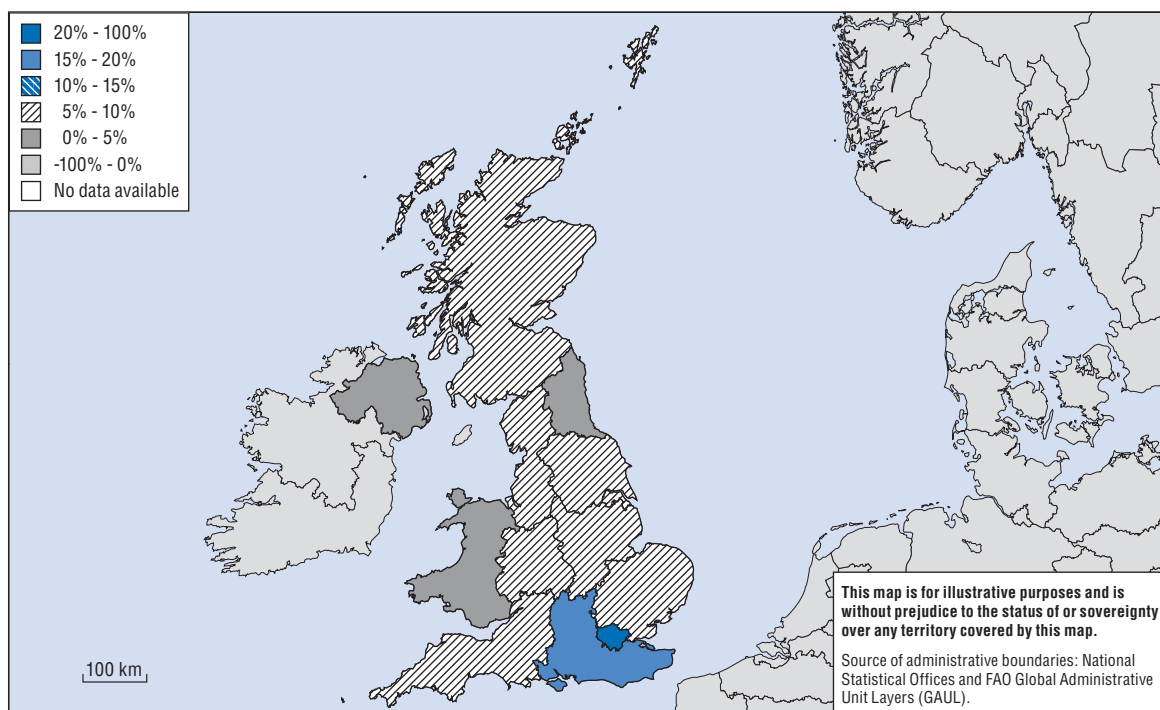 20% - 100%
15% - 20%
10% - 15%
5% - 10%
0% - 5%
-100% - 0%
No data available
100 km
This map is for illustrative purposes and is
without prejudice to the status of or sovereignty
over any territory covered by this map.
Source of administrative boundaries: National
Statistical Offices and FAO Global Administrative
Unit Layers (GAUL).